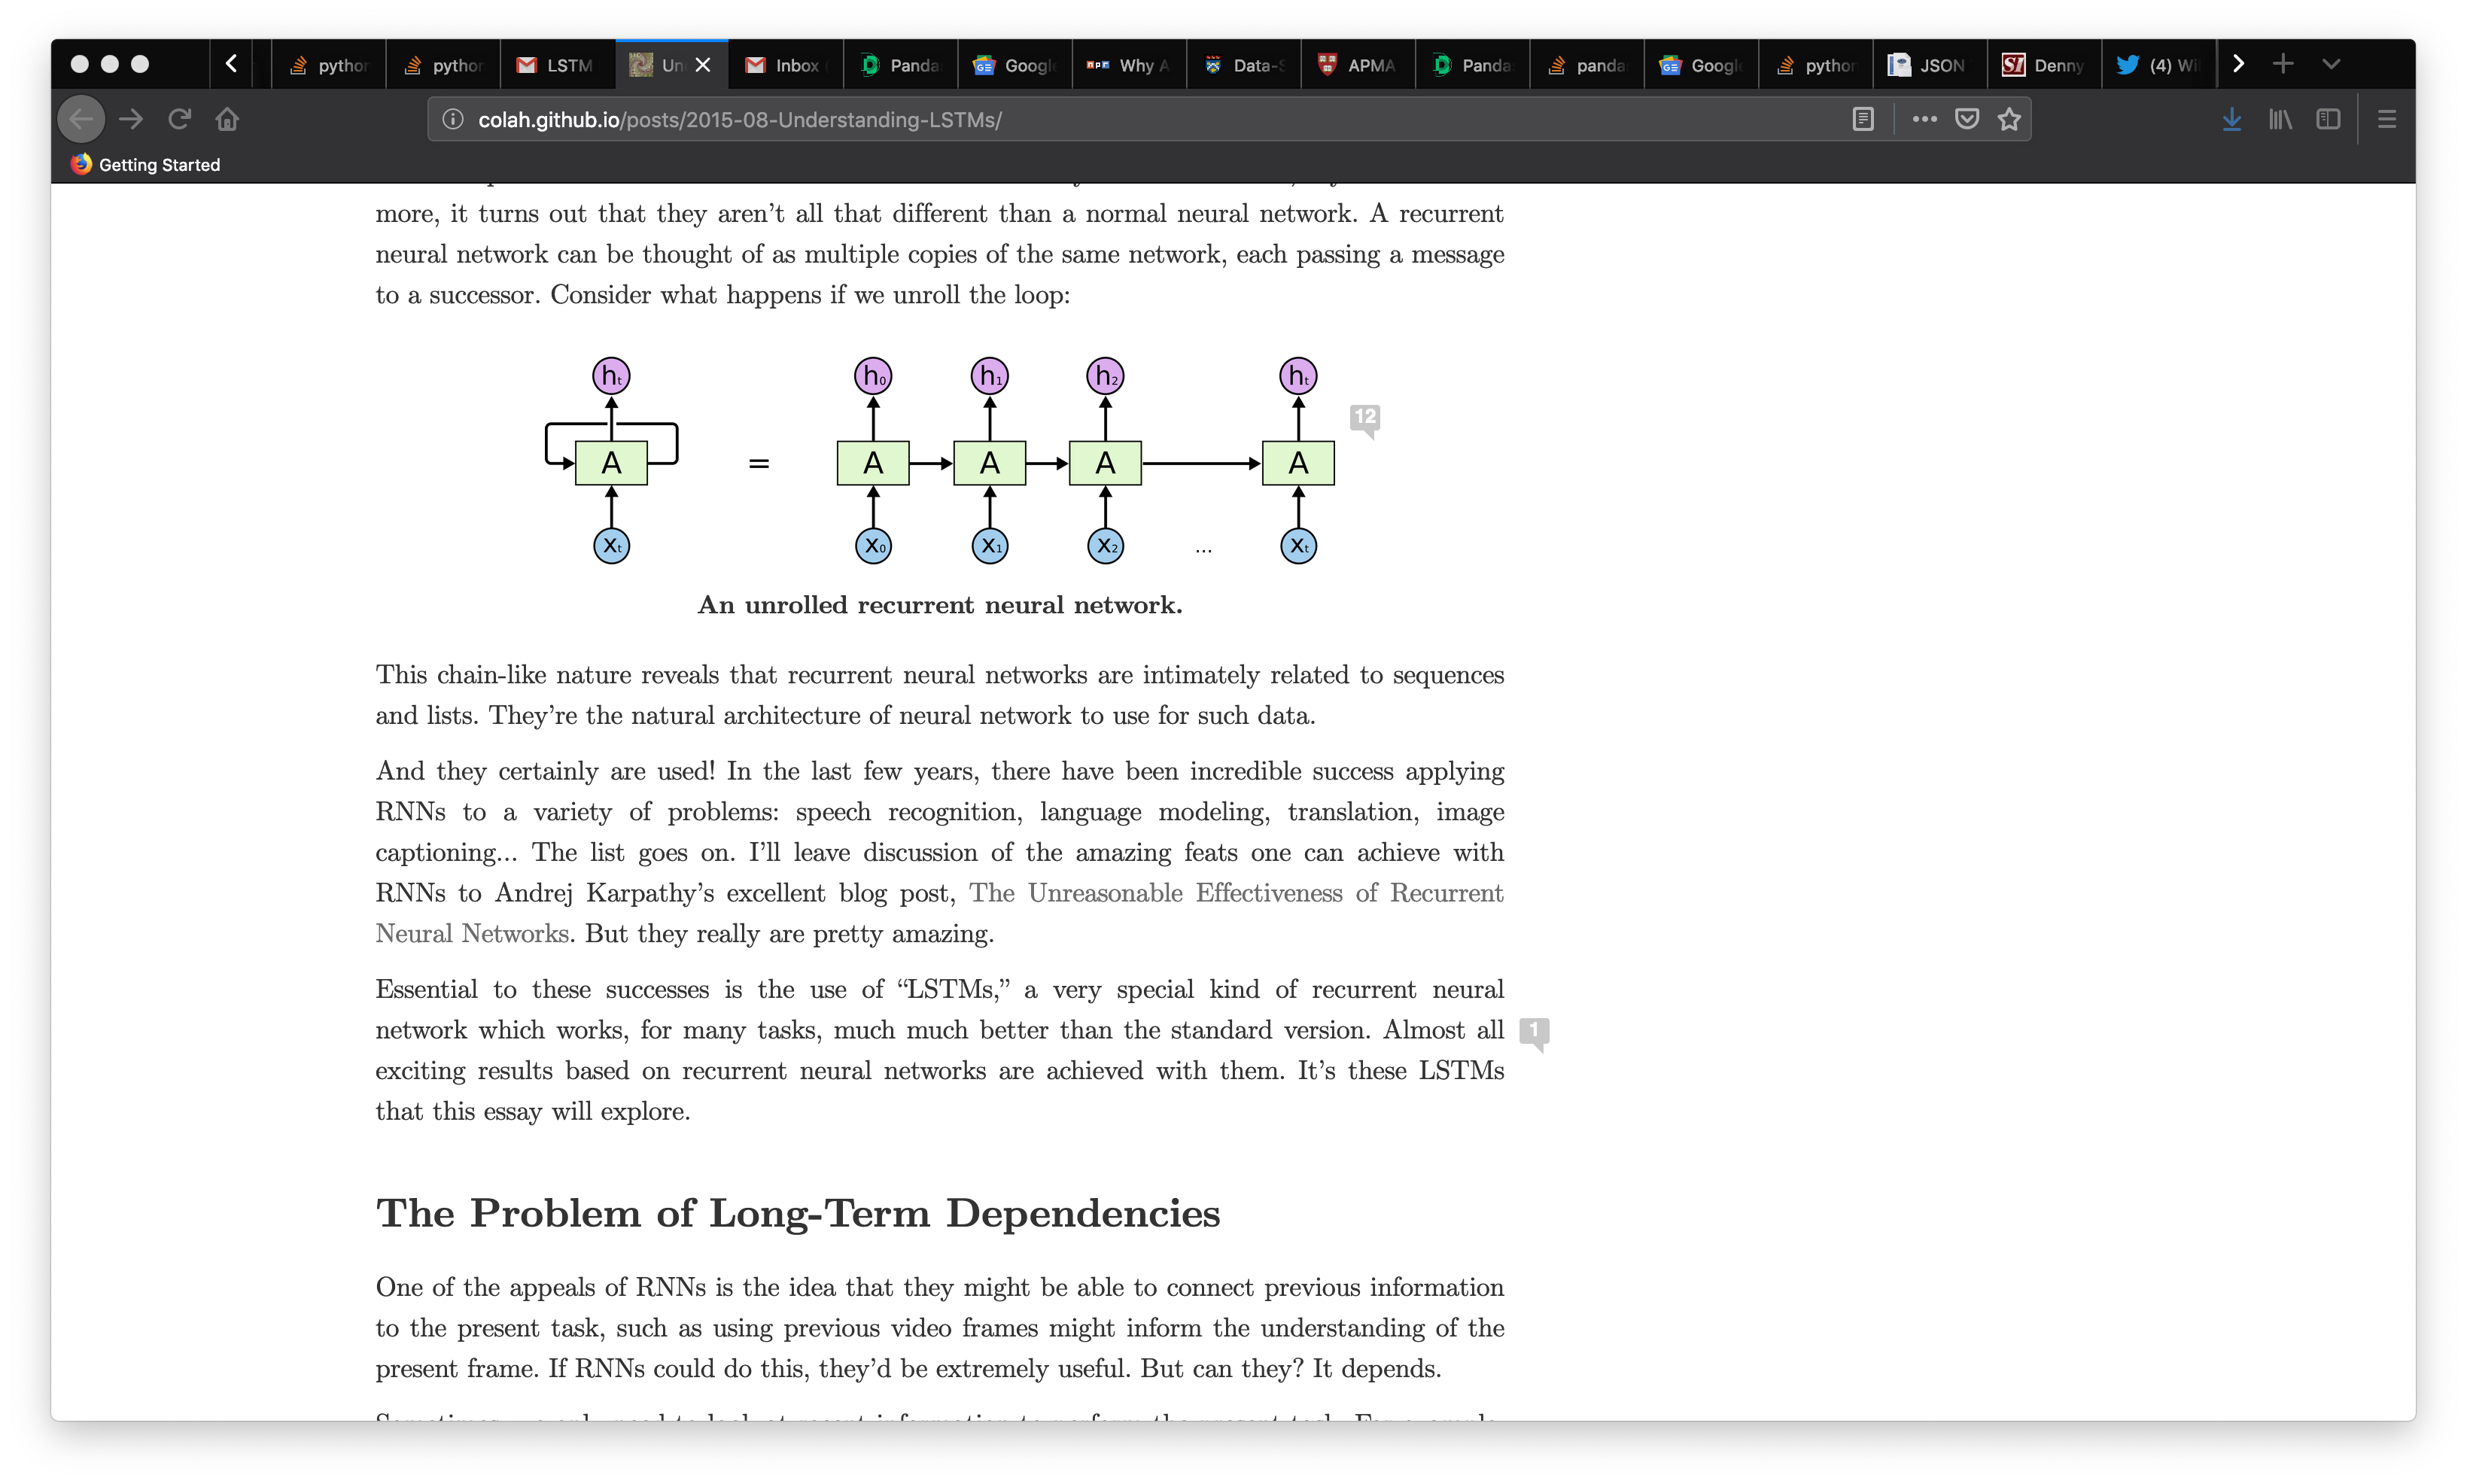 python
python
LSTM
Un
Inbox
Panda
Google
npr Why A
Data-S
APMA
Panda
panda
Google
python
JSON
SI Denny
(4) Wi
colah.github.io/posts/2015-08-Understanding-LSTMs/
Getting Started
more, it turns out that they aren’t all that different than a normal neural network. A recurrent
neural network can be thought of as multiple copies of the same network, each passing a message
to a successor. Consider what happens if we unroll the loop:
ht h0 h1 h2 ht
12
A = A A A A
xt x0 x1 x2 ... xt
An unrolled recurrent neural network.
This chain-like nature reveals that recurrent neural networks are intimately related to sequences
and lists. They’re the natural architecture of neural network to use for such data.
And they certainly are used! In the last few years, there have been incredible success applying
RNNs to a variety of problems: speech recognition, language modeling, translation, image
captioning... The list goes on. I’ll leave discussion of the amazing feats one can achieve with
RNNs to Andrej Karpathy’s excellent blog post, The Unreasonable Effectiveness of Recurrent
Neural Networks. But they really are pretty amazing.
Essential to these successes is the use of “LSTMs,” a very special kind of recurrent neural
network which works, for many tasks, much much better than the standard version. Almost all
1
exciting results based on recurrent neural networks are achieved with them. It’s these LSTMs
that this essay will explore.
The Problem of Long-Term Dependencies
One of the appeals of RNNs is the idea that they might be able to connect previous information
to the present task, such as using previous video frames might inform the understanding of the
present frame. If RNNs could do this, they’d be extremely useful. But can they? It depends.